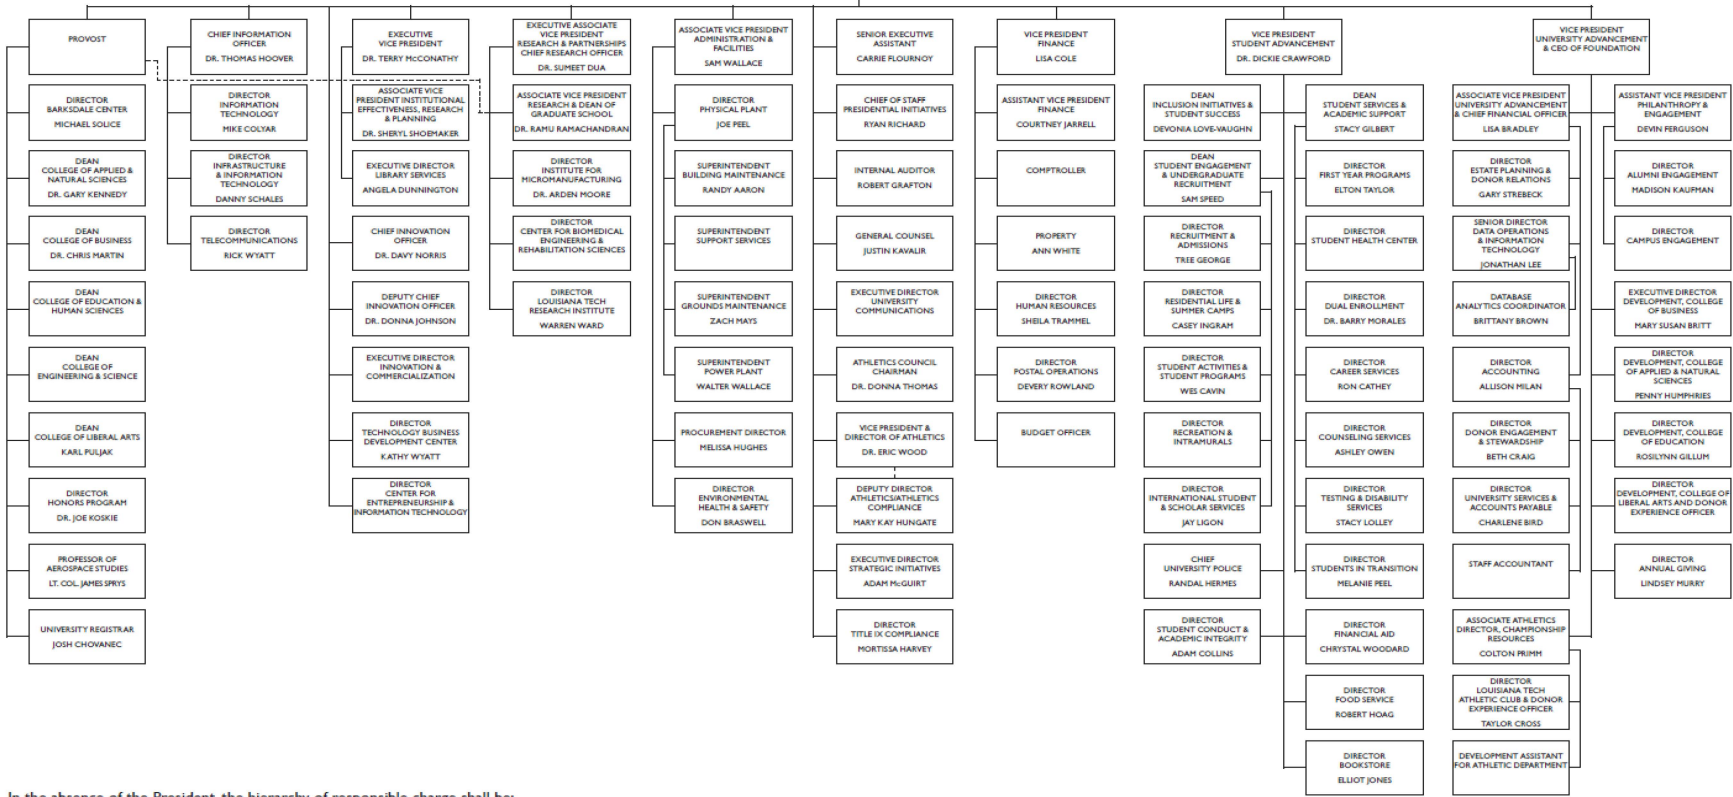 PROVOST
DIRECTOR
BARKSDALE CENTER
MICHAEL SOLICE
DEAN
COLLEGE OF APPLIED &
NATURAL SCIENCES
DR. GARY KENNEDY
DEAN
COLLEGE OF BUSINESS
DR. CHRIS MARTIN
DEAN
COLLEGE OF EDUCATION &
HUMAN SCIENCES
DEAN
COLLEGE OF
ENGINEERING & SCIENCE
DEAN
COLLEGE OF LIBERAL ARTS
KARL PULJAK
DIRECTOR
HONORS PROGRAM
DR. JOE KOSKIE
PROFESSOR OF
AEROSPACE STUDIES
LT. COL. JAMES SPRYS
UNIVERSITY REGISTRAR
JOSH CHOVANEC
CHIEF INFORMATION
OFFICER
DR. THOMAS HOOVER
DIRECTOR
INFORMATION
TECHNOLOGY
MIKE COLYAR
DIRECTOR
INFRASTRUCTURE
& INFORMATION
TECHNOLOGY
DANNY SCHALES
DIRECTOR
TELECOMMUNICATIONS
RICK WYATT
EXECUTIVE
VICE PRESIDENT
DR. TERRY McCONATHY
ASSOCIATE VICE
PRESIDENT INSTITUTIONAL
EFFECTIVENESS, RESEARCH
& PLANNING
DR. SHERYL SHOEMAKER
EXECUTIVE DIRECTOR
LIBRARY SERVICES
ANGELA DUNNINGTON
CHIEF INNOVATION
OFFICER
DR. DAVY NORRIS
DEPUTY CHIEF
INNOVATION OFFICER
DR. DONNA JOHNSON
EXECUTIVE DIRECTOR
INNOVATION &
COMMERCIALIZATION
DIRECTOR
TECHNOLOGY BUSINESS
DEVELOPMENT CENTER
KATHY WYATT
DIRECTOR
CENTER FOR
ENTREPRENEURSHIP &
INFORMATION TECHNOLOGY
EXECUTIVE ASSOCIATE
VICE PRESIDENT
RESEARCH & PARTNERSHIPS
CHIEF RESEARCH OFFICER
DR. SUMEET DUA
ASSOCIATE VICE PRESIDENT
RESEARCH & DEAN OF
GRADUATE SCHOOL
DR. RAMU RAMACHANDRAN
DIRECTOR
INSTITUTE FOR
MICROMANUFACTURING
DR. ARDEN MOORE
DIRECTOR
CENTER FOR BIOMEDICAL
ENGINEERING &
REHABILITATION SCIENCES
DIRECTOR
LOUISIANA TECH
RESEARCH INSTITUTE
WARREN WARD
ASSOCIATE VICE PRESIDENT
ADMINISTRATION &
FACILITIES
SAM WALLACE
DIRECTOR
PHYSICAL PLANT
JOE PEEL
SUPERINTENDENT
BUILDING MAINTENANCE
RANDY AARON
SUPERINTENDENT
SUPPORT SERVICES
SUPERINTENDENT
GROUNDS MAINTENANCE
ZACH MAYS
SUPERINTENDENT
POWER PLANT
WALTER WALLACE
PROCUREMENT DIRECTOR
MELISSA HUGHES
DIRECTOR
ENVIRONMENTAL
HEALTH & SAFETY
DON BRASWELL
SENIOR EXECUTIVE
ASSISTANT
CARRIE FLOURNOY
CHIEF OF STAFF
PRESIDENTIAL INITIATIVES
RYAN RICHARD
INTERNAL AUDITOR
ROBERT GRAFTON
GENERAL COUNSEL
JUSTIN KAVALIR
EXECUTIVE DIRECTOR
UNIVERSITY
COMMUNICATIONS
ATHLETICS COUNCIL
CHAIRMAN
DR. DONNA THOMAS
VICE PRESIDENT &
DIRECTOR OF ATHLETICS
DR. ERIC WOOD
DEPUTY DIRECTOR
ATHLETICS/ATHLETICS
COMPLIANCE
MARY KAY HUNGATE
EXECUTIVE DIRECTOR
STRATEGIC INITIATIVES
ADAM McGUIRT
DIRECTOR
TITLE IX COMPLIANCE
MORTISSA HARVEY
VICE PRESIDENT
FINANCE
LISA COLE
ASSISTANT VICE PRESIDENT
FINANCE
COURTNEY JARRELL
COMPTROLLER
PROPERTY
ANN WHITE
DIRECTOR
HUMAN RESOURCES
SHEILA TRAMMEL
DIRECTOR
POSTAL OPERATIONS
DEVERY ROWLAND
BUDGET OFFICER
VICE PRESIDENT
STUDENT ADVANCEMENT
DR. DICKIE CRAWFORD
DEAN
INCLUSION INITIATIVES &
STUDENT SUCCESS
DEVONIA LOVE-VAUGHN
DEAN
STUDENT ENGAGEMENT
& UNDERGRADUATE
RECRUITMENT
SAM SPEED
DIRECTOR
RECRUITMENT &
ADMISSIONS
TREE GEORGE
DIRECTOR
RESIDENTIAL LIFE &
SUMMER CAMPS
CASEY INGRAM
DIRECTOR
STUDENT ACTIVITIES &
STUDENT PROGRAMS
WES CAVIN
DIRECTOR
RECREATION &
INTRAMURALS
DIRECTOR
INTERNATIONAL STUDENT
& SCHOLAR SERVICES
JAY LIGON
CHIEF
UNIVERSITY POLICE
RANDAL HERMES
DIRECTOR
STUDENT CONDUCT &
ACADEMIC INTEGRITY
ADAM COLLINS
DEAN
STUDENT SERVICES &
ACADEMIC SUPPORT
STACY GILBERT
DIRECTOR
FIRST YEAR PROGRAMS
ELTON TAYLOR
DIRECTOR
STUDENT HEALTH CENTER
DIRECTOR
DUAL ENROLLMENT
DR. BARRY MORALES
DIRECTOR
CAREER SERVICES
RON CATHEY
DIRECTOR
COUNSELING SERVICES
ASHLEY OWEN
DIRECTOR
TESTING & DISABILITY
SERVICES
STACY LOLLEY
DIRECTOR
STUDENTS IN TRANSITION
MELANIE PEEL
DIRECTOR
FINANCIAL AID
CHRYSTAL WOODARD
DIRECTOR
FOOD SERVICE
ROBERT HOAG
DIRECTOR
BOOKSTORE
ELLIOT JONES
VICE PRESIDENT
UNIVERSITY ADVANCEMENT
& CEO OF FOUNDATION
ASSOCIATE VICE PRESIDENT
UNIVERSITY ADVANCEMENT
& CHIEF FINANCIAL OFFICER
LISA BRADLEY
DIRECTOR
ESTATE PLANNING &
DONOR RELATIONS
GARY STREBECK
SENIOR DIRECTOR
DATA OPERATIONS
& INFORMATION
TECHNOLOGY
JONATHAN LEE
DATABASE
ANALYTICS COORDINATOR
BRITTANY BROWN
DIRECTOR
ACCOUNTING
ALLISON MILAN
DIRECTOR
DONOR ENGAGEMENT
& STEWARDSHIP
BETH CRAIG
DIRECTOR
UNIVERSITY SERVICES &
ACCOUNTS PAYABLE
CHARLENE BIRD
STAFF ACCOUNTANT
ASSOCIATE ATHLETICS
DIRECTOR, CHAMPIONSHIP
RESOURCES
COLTON PRIMM
DIRECTOR
LOUISIANA TECH
ATHLETIC CLUB & DONOR
EXPERIENCE OFFICER
TAYLOR CROSS
DEVELOPMENT ASSISTANT
FOR ATHLETIC DEPARTMENT
ASSISTANT VICE PRESIDENT
PHILANTHROPY &
ENGAGEMENT
DEVIN FERGUSON
DIRECTOR
ALUMNI ENGAGEMENT
MADISON KAUFMAN
DIRECTOR
CAMPUS ENGAGEMENT
EXECUTIVE DIRECTOR
DEVELOPMENT, COLLEGE
OF BUSINESS
MARY SUSAN BRITT
DIRECTOR
DEVELOPMENT, COLLEGE
OF APPLIED & NATURAL
SCIENCES
PENNY HUMPHRIES
DIRECTOR
DEVELOPMENT, COLLEGE
OF EDUCATION
ROSILYNN GILLUM
DIRECTOR
DEVELOPMENT, COLLEGE OF
LIBERAL ARTS AND DONOR
EXPERIENCE OFFICER
DIRECTOR
ANNUAL GIVING
LINDSEY MURRY
In the absence of the President, the hierarchy of responsible charge shall be: